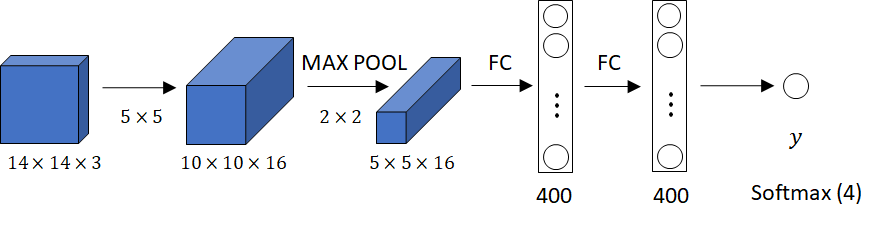 MAX POOL
FC
FC
5 × 5
2 × 2
14 × 14 × 3
10 × 10 × 16
5 × 5 × 16
400
400
y
Softmax (4)